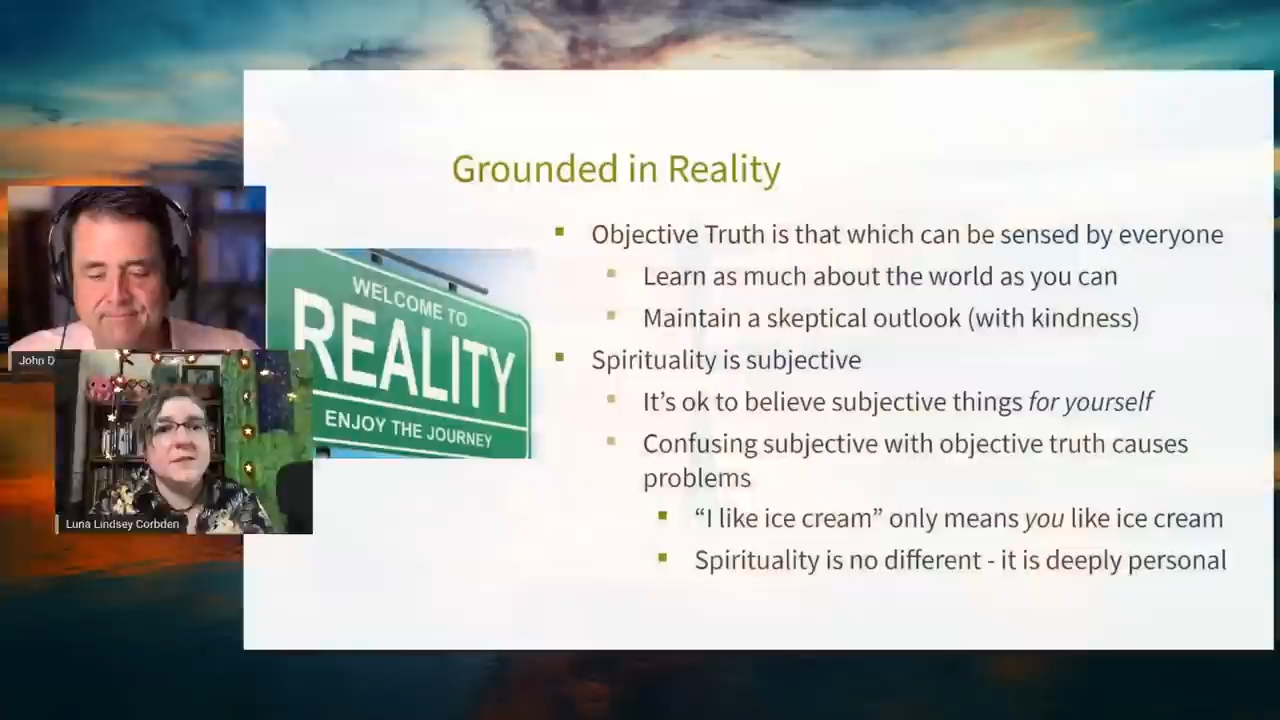 Grounded in Reality
Objective Truth is that which can be sensed by everyone
Learn as much about the world as you can
Maintain a skeptical outlook (with kindness)
Spirituality is subjective
It's ok to believe subjective things for yourself
Confusing subjective with objective truth causes
problems
“I like ice cream” only means you like ice cream
Spirituality is no different - it is deeply personal
WELCOME TO
REALITY
ENJOY THE JOURNEY
John D
Luna Lindsey Corbden